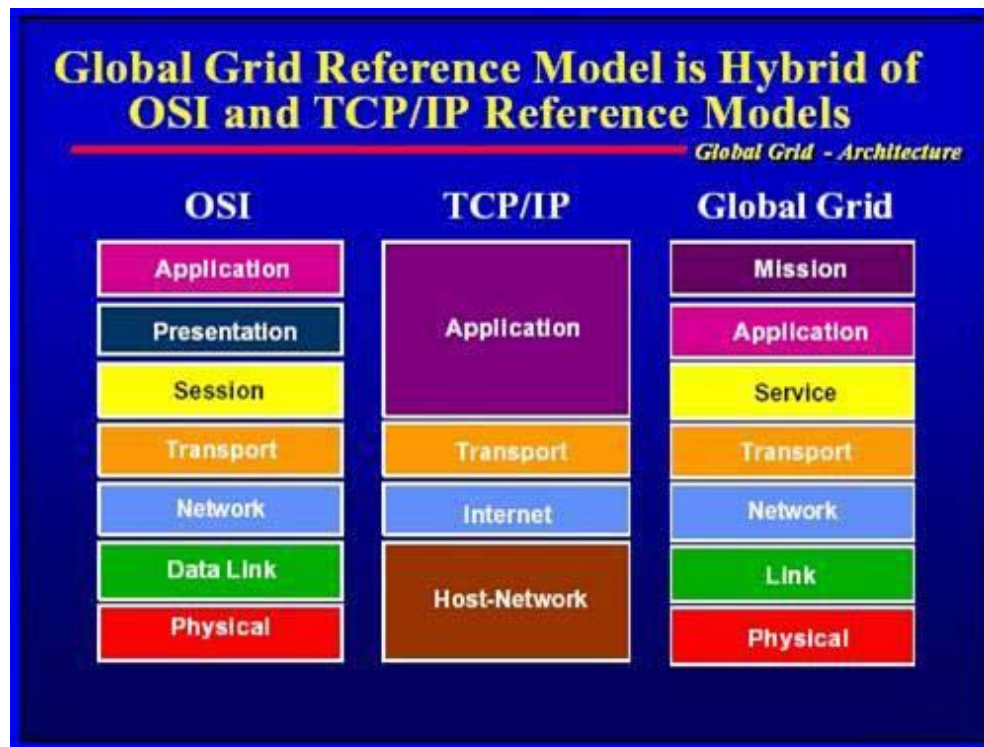 Global Grid Reference Model is Hybrid of
OSI and TCP/IP Reference Models
Global Grid - Architecture
OSI
Application
Presentation
Session
Transport
Network
Data Link
Physical
TCP/IP
Application
Transport
Internet
Host-Network
Global Grid
Mission
Application
Service
Transport
Network
Link
Physical